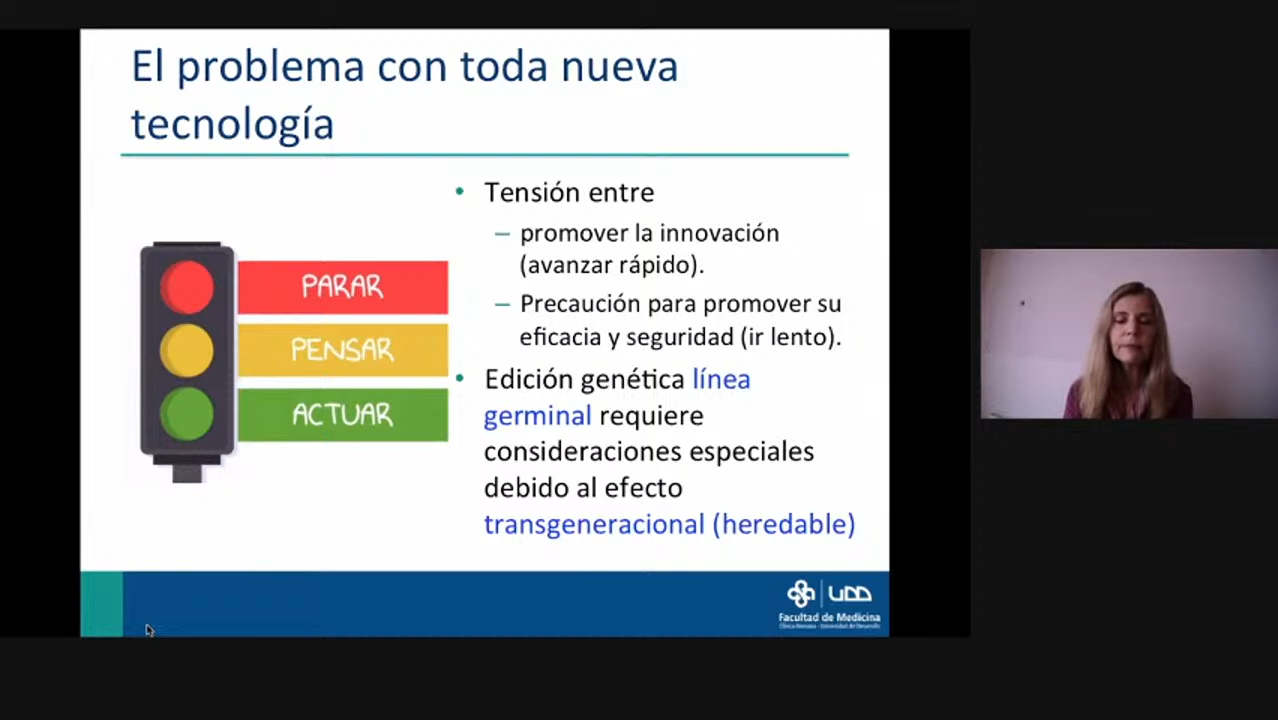 El problema con toda nueva
tecnología
PARAR
PENSAR
ACTUAR
• Tensión entre
– promover la innovación
(avanzar rápido).
– Precaución para promover su
eficacia y seguridad (ir lento).
• Edición genética línea
germinal requiere
consideraciones especiales
debido al efecto
transgeneracional (heredable)
UDD
Facultad de Medicina
Clínica Alemana - Universidad del Desarrollo